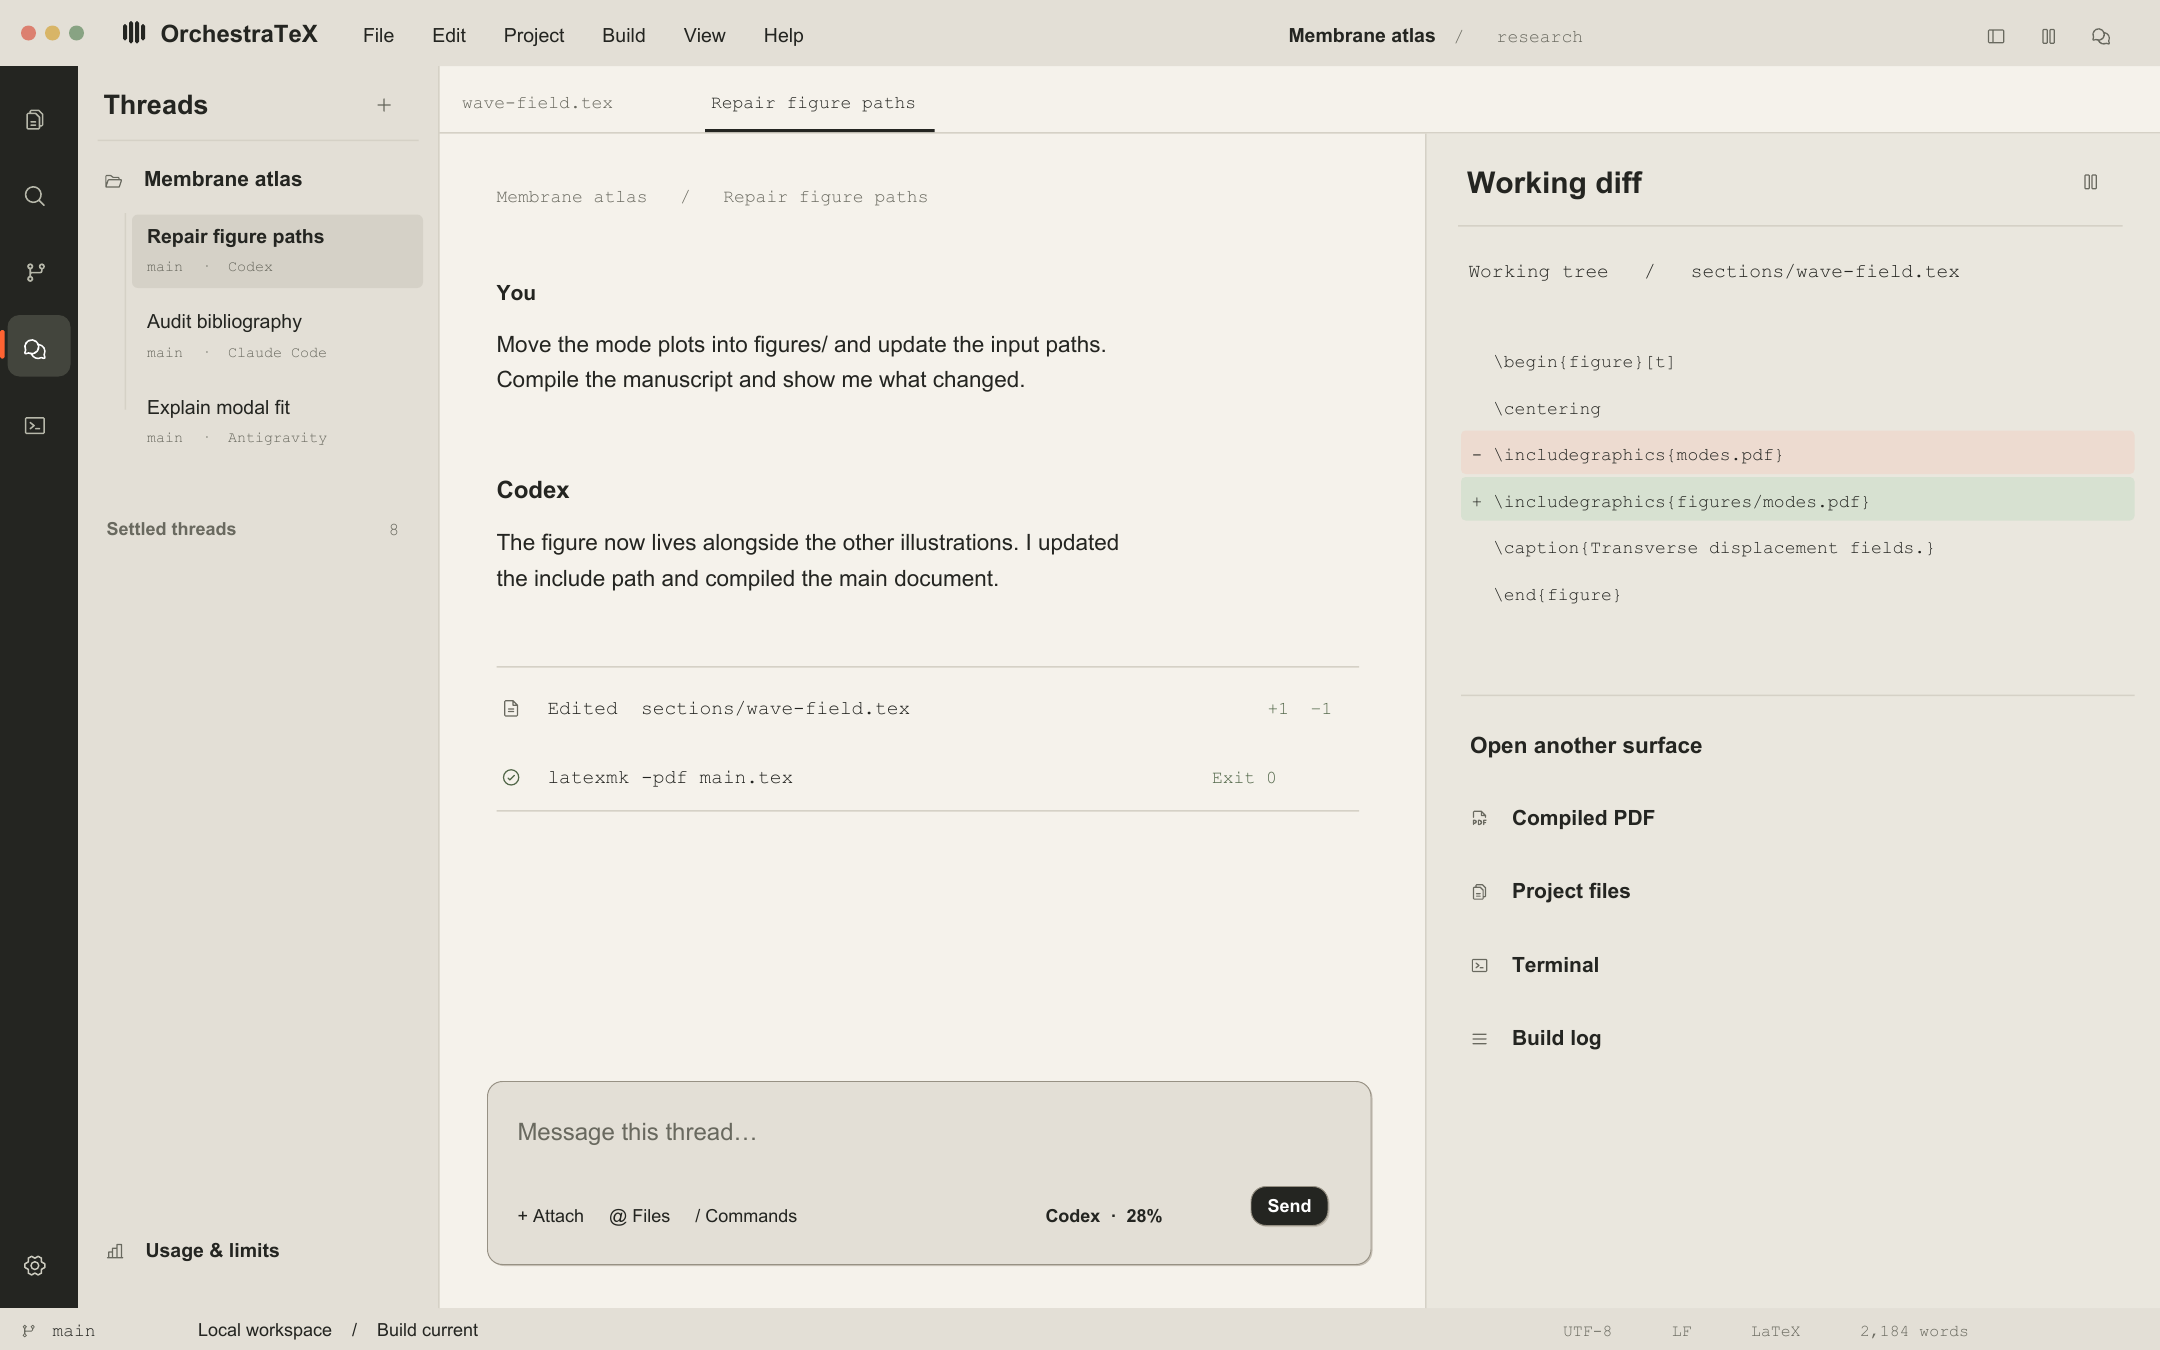 OrchestraTeX File Edit Project Build View Help Membrane atlas / research
Threads +
Membrane atlas
Repair figure paths
main · Codex
Audit bibliography
main · Claude Code
Explain modal fit
main · Antigravity
Settled threads 8
Usage & limits
wave-field.tex Repair figure paths
Membrane atlas / Repair figure paths
You
Move the mode plots into figures/ and update the input paths.
Compile the manuscript and show me what changed.
Codex
The figure now lives alongside the other illustrations. I updated
the include path and compiled the main document.
Edited sections/wave-field.tex +1 −1
latexmk -pdf main.tex Exit 0
Message this thread…
+ Attach @ Files / Commands Codex · 28% Send
Working diff
Working tree / sections/wave-field.tex
\begin{figure}[t]
\centering
− \includegraphics{modes.pdf}
+ \includegraphics{figures/modes.pdf}
\caption{Transverse displacement fields.}
\end{figure}
Open another surface
PDF Compiled PDF
Project files
Terminal
Build log
main Local workspace / Build current UTF-8 LF LaTeX 2,184 words